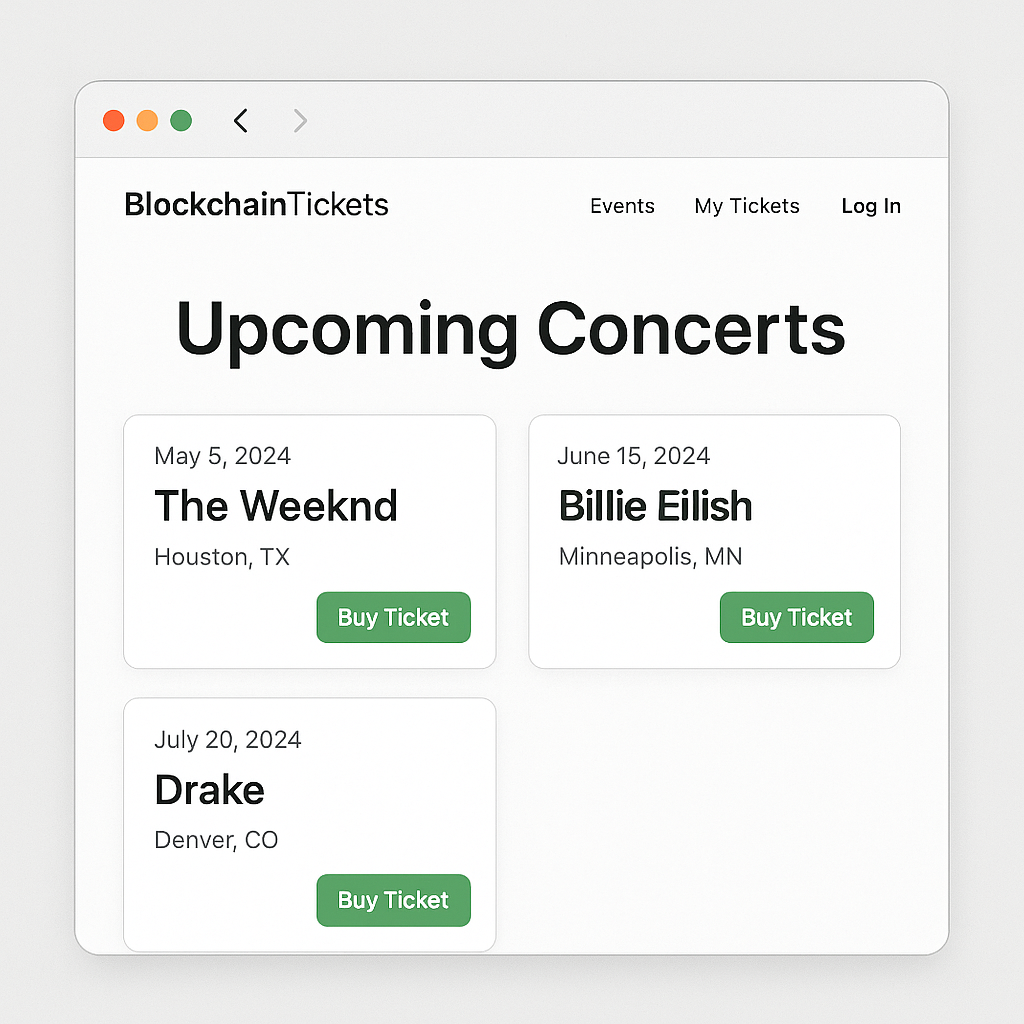 BlockchainTickets
Events
My Tickets
Log In
Upcoming Concerts
May 5, 2024
The Weeknd
Houston, TX
Buy Ticket
June 15, 2024
Billie Eilish
Minneapolis, MN
Buy Ticket
July 20, 2024
Drake
Denver, CO
Buy Ticket